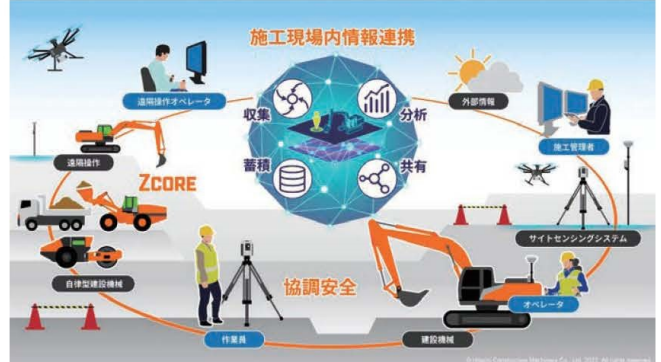 施工現場内情報連携
遠隔操作オペレータ
収集
分析
外部情報
施工管理者
遠隔操作
ZCORE
蓄積
共有
サイトセンシングシステム
自律型建設機械
協調安全
オペレータ
作業員
建設機械